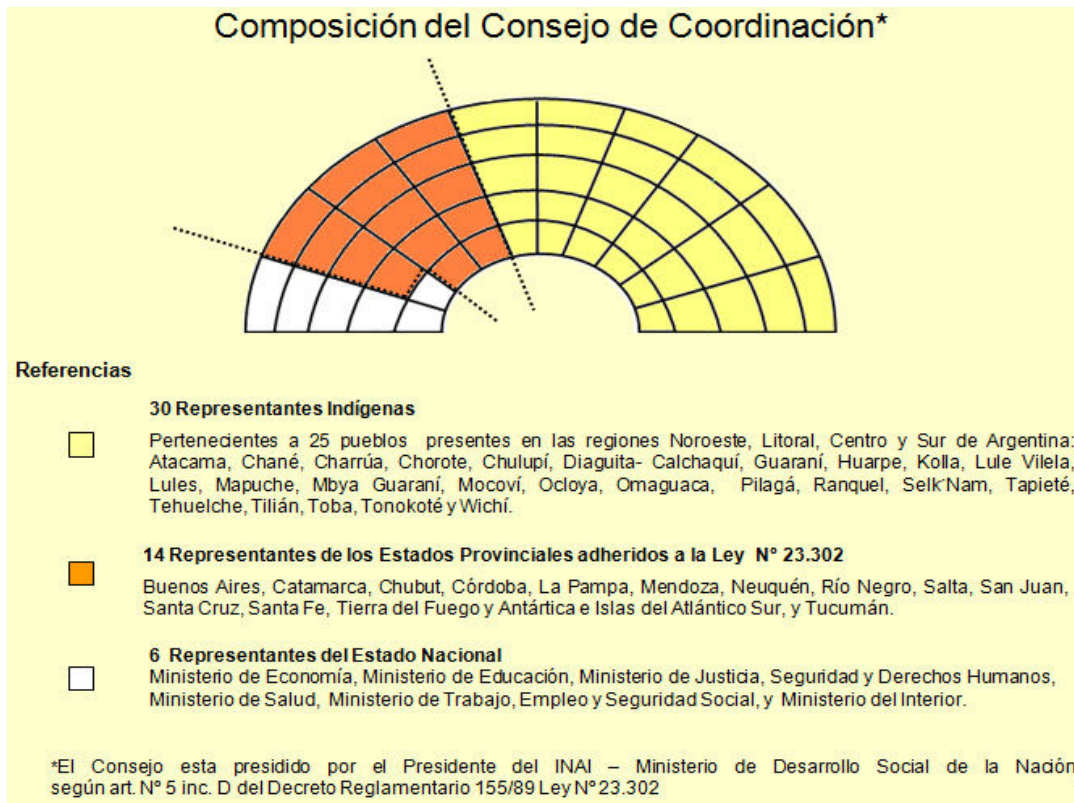 Composición del Consejo de Coordinación*
Referencias
30 Representantes Indígenas
Pertenecientes a 25 pueblos presentes en las regiones Noroeste, Litoral, Centro y Sur de Argentina:
Atacama, Chané, Charrúa, Chorote, Chulupí, Diaguita- Calchaquí, Guaraní, Huarpe, Kolla, Lule Vilela,
Lules, Mapuche, Mbya Guaraní, Mocoví, Ocloya, Omaguaca, Pilagá, Ranquel, Selk´Nam, Tapieté,
Tehuelche, Tilián, Toba, Tonokoté y Wichí.
14 Representantes de los Estados Provinciales adheridos a la Ley N° 23.302
Buenos Aires, Catamarca, Chubut, Córdoba, La Pampa, Mendoza, Neuquén, Río Negro, Salta, San Juan,
Santa Cruz, Santa Fe, Tierra del Fuego y Antártica e Islas del Atlántico Sur, y Tucumán.
6 Representantes del Estado Nacional
Ministerio de Economía, Ministerio de Educación, Ministerio de Justicia, Seguridad y Derechos Humanos,
Ministerio de Salud, Ministerio de Trabajo, Empleo y Seguridad Social, y Ministerio del Interior.
*El Consejo esta presidido por el Presidente del INAI – Ministerio de Desarrollo Social de la Nación
según art. N° 5 inc. D del Decreto Reglamentario 155/89 Ley N° 23.302